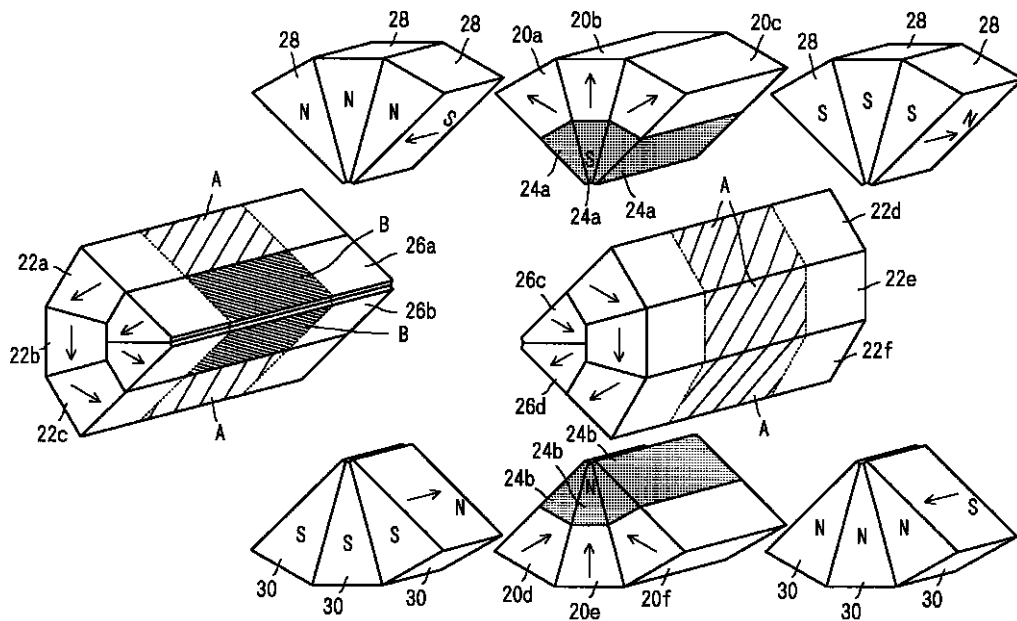 28 28 28 N N N S
20a 20b 20c S 24a 24a 24a
28 28 28 S S S N
22a 22b 22c A B 26a 26b B A
26c 26d A 22d 22e 22f A
30 30 30 S S S N
24b 24b 24b N 20d 20e 20f
30 30 30 N N N S